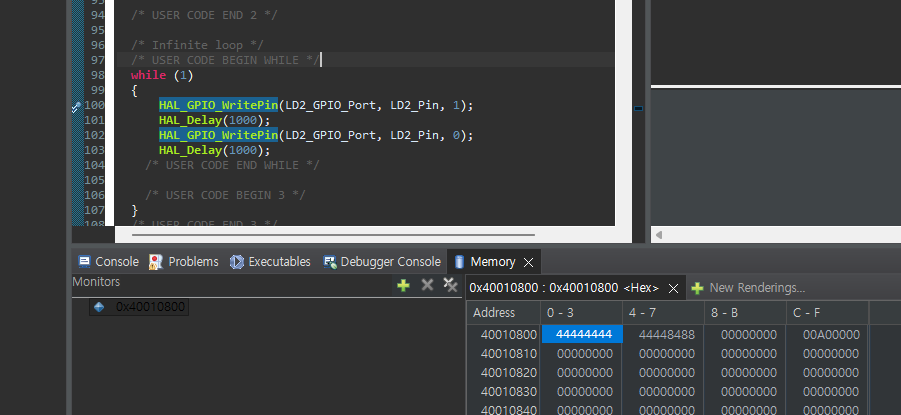 93
94 /* USER CODE END 2 */
95
96 /* Infinite loop */
97 /* USER CODE BEGIN WHILE */
98 while (1)
99 {
100 HAL_GPIO_WritePin(LD2_GPIO_Port, LD2_Pin, 1);
101 HAL_Delay(1000);
102 HAL_GPIO_WritePin(LD2_GPIO_Port, LD2_Pin, 0);
103 HAL_Delay(1000);
104 /* USER CODE END WHILE */
105
106 /* USER CODE BEGIN 3 */
107 }
108 /* USER CODE END 3 */
Console Problems Executables Debugger Console Memory
Monitors
0x40010800
0x40010800 : 0x40010800 <Hex> New Renderings...
Address 0 - 3 4 - 7 8 - B C - F
40010800 44444444 44448488 00000000 00A00000
40010810 00000000 00000000 00000000 00000000
40010820 00000000 00000000 00000000 00000000
40010830 00000000 00000000 00000000 00000000
40010840 00000000 00000000 00000000 00000000